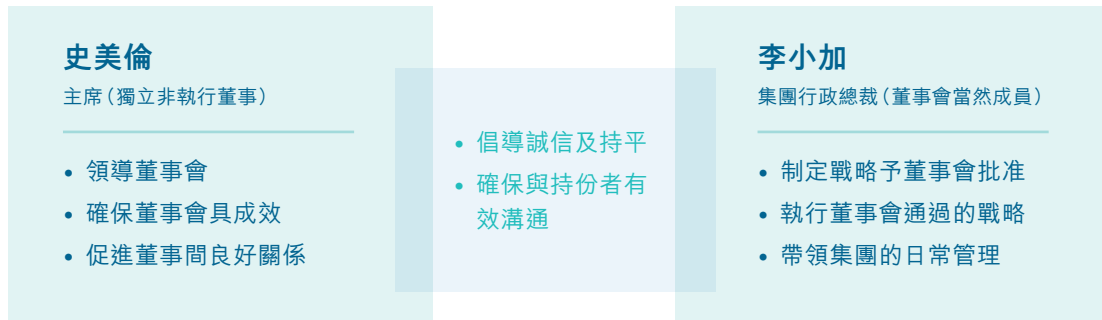 史美倫
主席（獨立非執行董事）
• 領導董事會
• 確保董事會具成效
• 促進董事間良好關係
• 倡導誠信及持平
• 確保與持份者有
效溝通
李小加
集團行政總裁（董事會當然成員）
• 制定戰略予董事會批准
• 執行董事會通過的戰略
• 帶領集團的日常管理